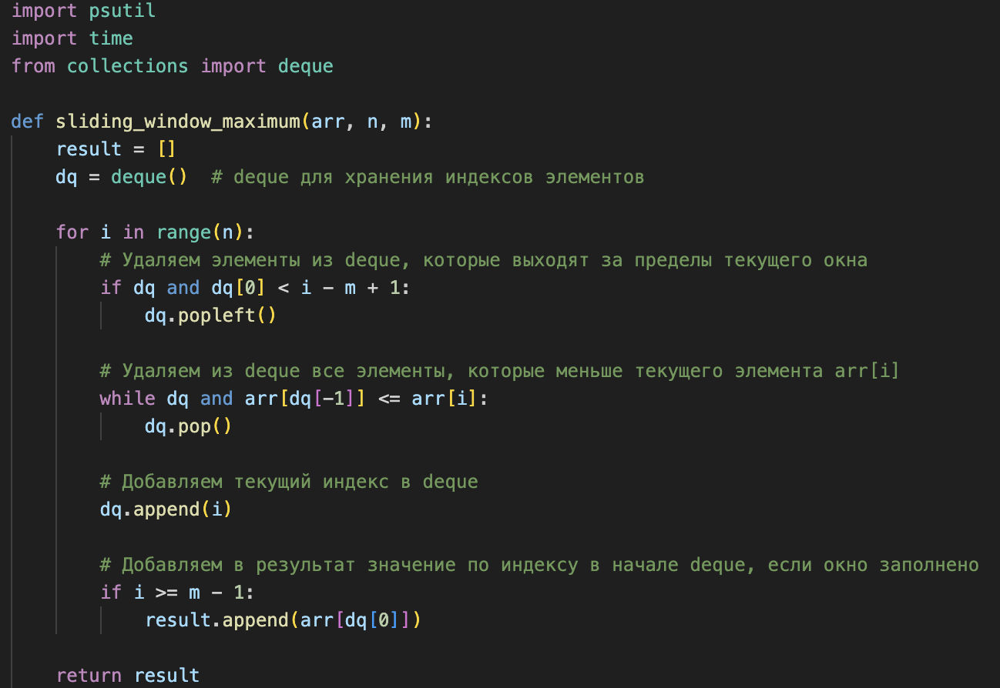 import psutil
import time
from collections import deque
def sliding_window_maximum(arr, n, m):
    result = []
    dq = deque()  # deque для хранения индексов элементов
    for i in range(n):
        # Удаляем элементы из deque, которые выходят за пределы текущего окна
        if dq and dq[0] < i - m + 1:
            dq.popleft()
        # Удаляем из deque все элементы, которые меньше текущего элемента arr[i]
        while dq and arr[dq[-1]] <= arr[i]:
            dq.pop()
        # Добавляем текущий индекс в deque
        dq.append(i)
        # Добавляем в результат значение по индексу в начале deque, если окно заполнено
        if i >= m - 1:
            result.append(arr[dq[0]])
    return result